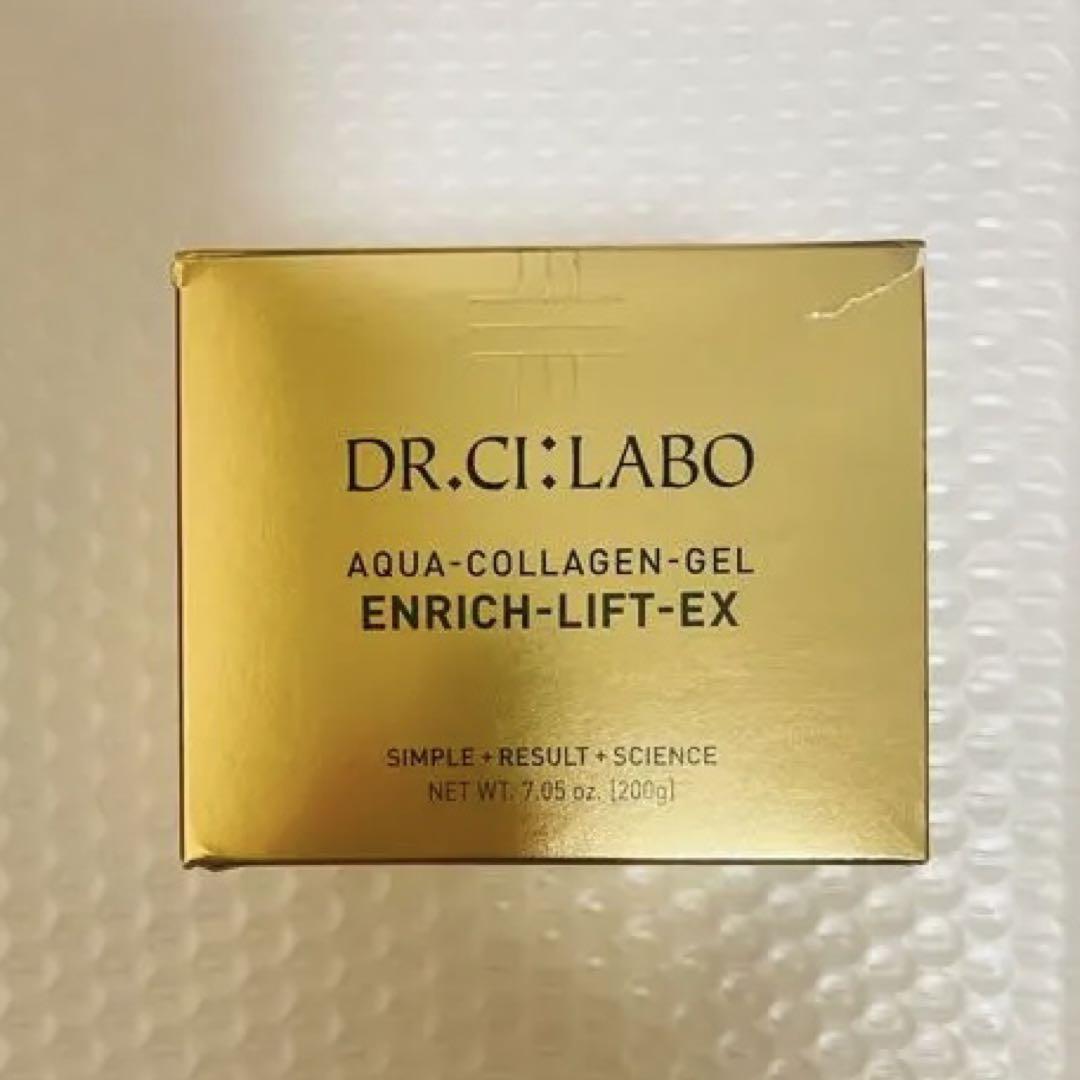 DR.CI:LABO
AQUA-COLLAGEN-GEL
ENRICH-LIFT-EX
SIMPLE+RESULT+SCIENCE
NET WT. 7.05 oz. [200g]